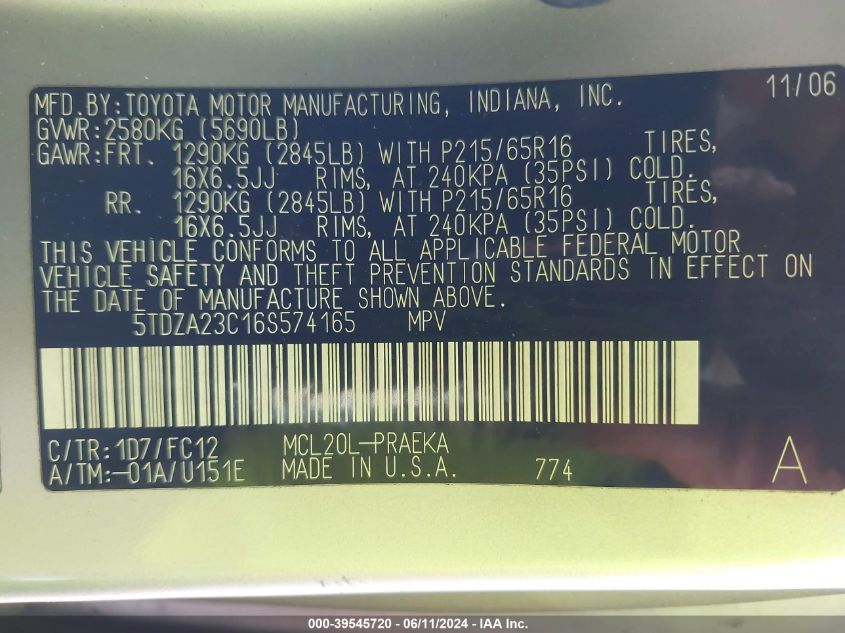 11/06
MFD.BY:TOYOTA MOTOR MANUFACTURING, INDIANA, INC.
GVWR:2580KG (5690LB)
GAWR:FRT. 1290KG (2845LB) WITH P215/65R16 TIRES,
16X6.5JJ RIMS, AT 240KPA (35PSI) COLD.
RR. 1290KG (2845LB) WITH P215/65R16 TIRES,
16X6.5JJ RIMS, AT 240KPA (35PSI) COLD.
THIS VEHICLE CONFORMS TO ALL APPLICABLE FEDERAL MOTOR
VEHICLE SAFETY AND THEFT PREVENTION STANDARDS IN EFFECT ON
THE DATE OF MANUFACTURE SHOWN ABOVE.
5TDZA23C16S574165 MPV
C/TR:1D7/FC12 MCL20L-PRAEKA
A/TM:-01A/U151E MADE IN U.S.A. 774 A
000-39545720 - 06/11/2024 - IAA Inc.